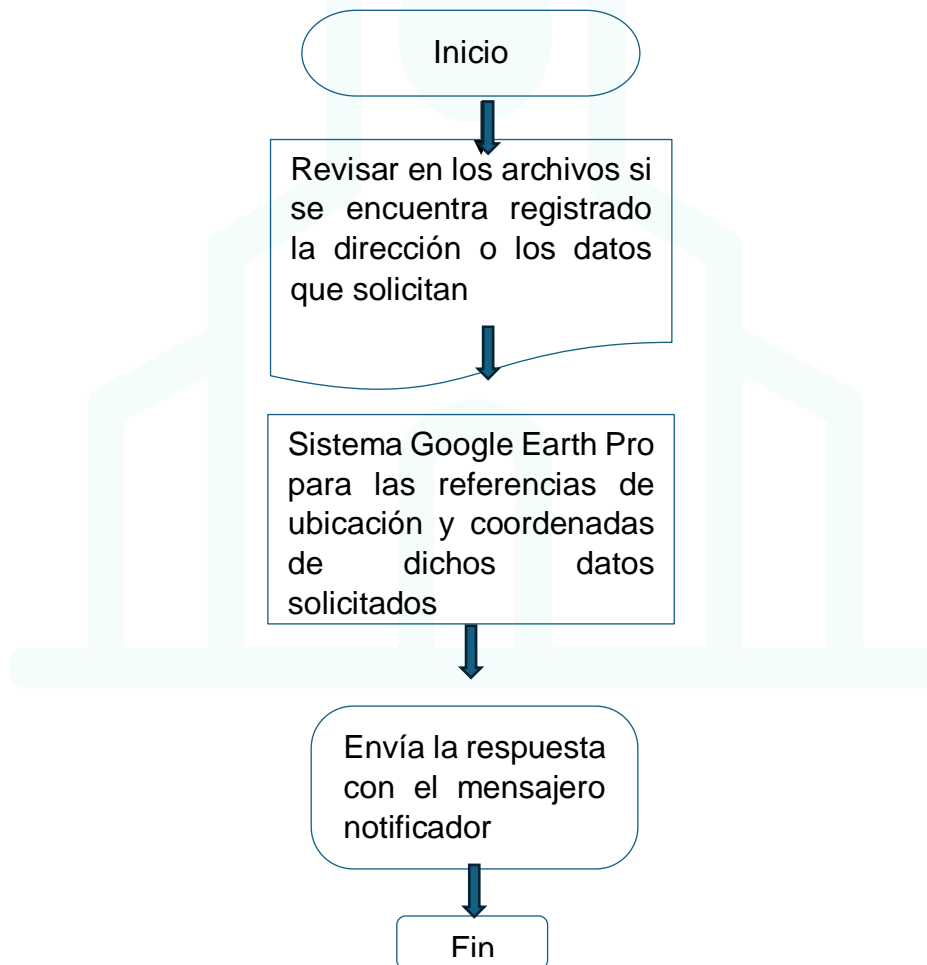 Inicio
Revisar en los archivos si
se encuentra registrado
la dirección o los datos
que solicitan
Sistema Google Earth Pro
para las referencias de
ubicación y coordenadas
de dichos datos
solicitados
Envía la respuesta
con el mensajero
notificador
Fin